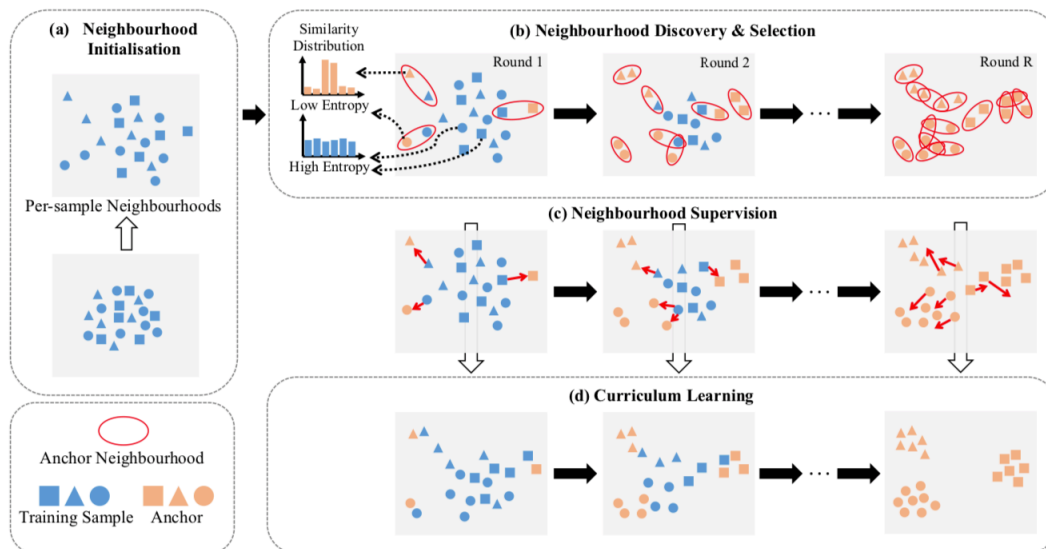 (a) Neighbourhood
Initialisation
Per-sample Neighbourhoods
Anchor Neighbourhood
Training Sample
Anchor
(b) Neighbourhood Discovery & Selection
Similarity
Distribution
Low Entropy
High Entropy
Round 1
Round 2
...
Round R
(c) Neighbourhood Supervision
...
(d) Curriculum Learning
...